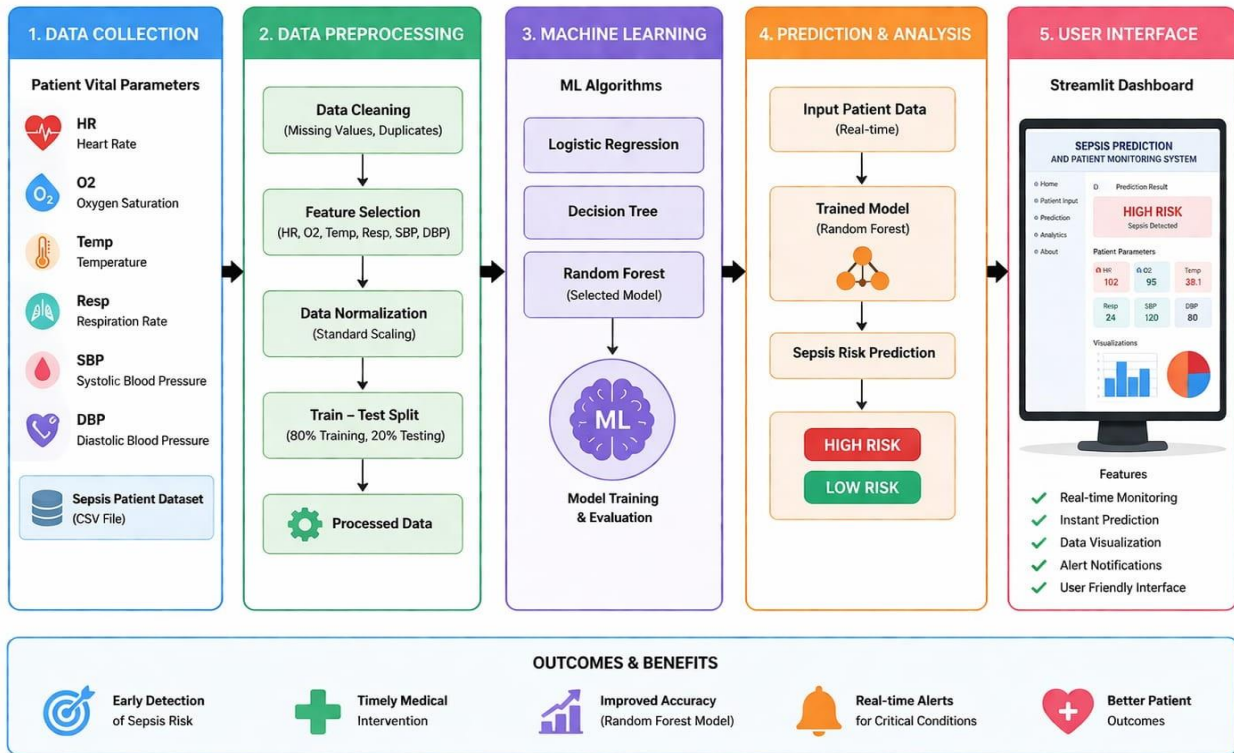 1. DATA COLLECTION
Patient Vital Parameters
HR
Heart Rate
O2
O₂
Oxygen Saturation
Temp
Temperature
Resp
Respiration Rate
SBP
Systolic Blood Pressure
DBP
Diastolic Blood Pressure
Sepsis Patient Dataset
(CSV File)
2. DATA PREPROCESSING
Data Cleaning
(Missing Values, Duplicates)
Feature Selection
(HR, O2, Temp, Resp, SBP, DBP)
Data Normalization
(Standard Scaling)
Train – Test Split
(80% Training, 20% Testing)
Processed Data
3. MACHINE LEARNING
ML Algorithms
Logistic Regression
Decision Tree
Random Forest
(Selected Model)
ML
Model Training
& Evaluation
4. PREDICTION & ANALYSIS
Input Patient Data
(Real-time)
Trained Model
(Random Forest)
Sepsis Risk Prediction
HIGH RISK
LOW RISK
5. USER INTERFACE
Streamlit Dashboard
SEPSIS PREDICTION
AND PATIENT MONITORING SYSTEM
Home
Patient Input
Prediction
Analytics
About
D Prediction Result
HIGH RISK
Sepsis Detected
Patient Parameters
HR
102
O2
95
Temp
38.1
Resp
24
SBP
120
DBP
80
Visualizations
Features
Real-time Monitoring
Instant Prediction
Data Visualization
Alert Notifications
User Friendly Interface
OUTCOMES & BENEFITS
Early Detection
of Sepsis Risk
Timely Medical
Intervention
Improved Accuracy
(Random Forest Model)
Real-time Alerts
for Critical Conditions
Better Patient
Outcomes